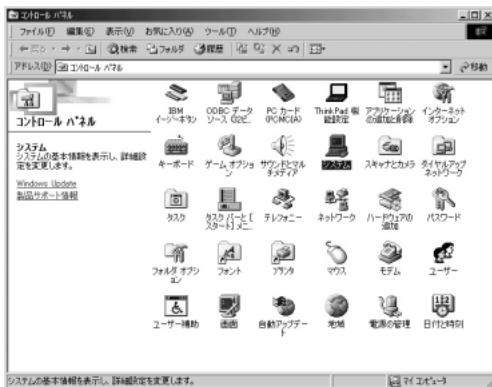 コントロール パネル
ファイル(F) 編集(E) 表示(V) お気に入り(A) ツール(T) ヘルプ(H)
戻る 検索 フォルダ 履歴
アドレス(D) コントロール パネル 移動
コントロール パネル
システム
システムの基本情報を表示し、詳細設定を変更します。
Windows Update
製品サポート情報
IBM イージーボタン
ODBC データ ソース (32ビ...
PC カード (PCMCIA)
ThinkPad 機能設定
アプリケーションの追加と削除
インターネット オプション
キーボード
ゲーム オプション
サウンドとマルチメディア
システム
スキャナとカメラ
ダイヤルアップ ネットワーク
タスク
タスク バーと [スタート] メニ...
テレフォニー
ネットワーク
ハードウェアの追加
パスワード
フォルダ オプション
フォント
プリンタ
マウス
モデム
ユーザー
ユーザー補助
画面
自動アップデート
地域
電源の管理
日付と時刻
システムの基本情報を表示し、詳細設定を変更します。
マイ コンピュータ